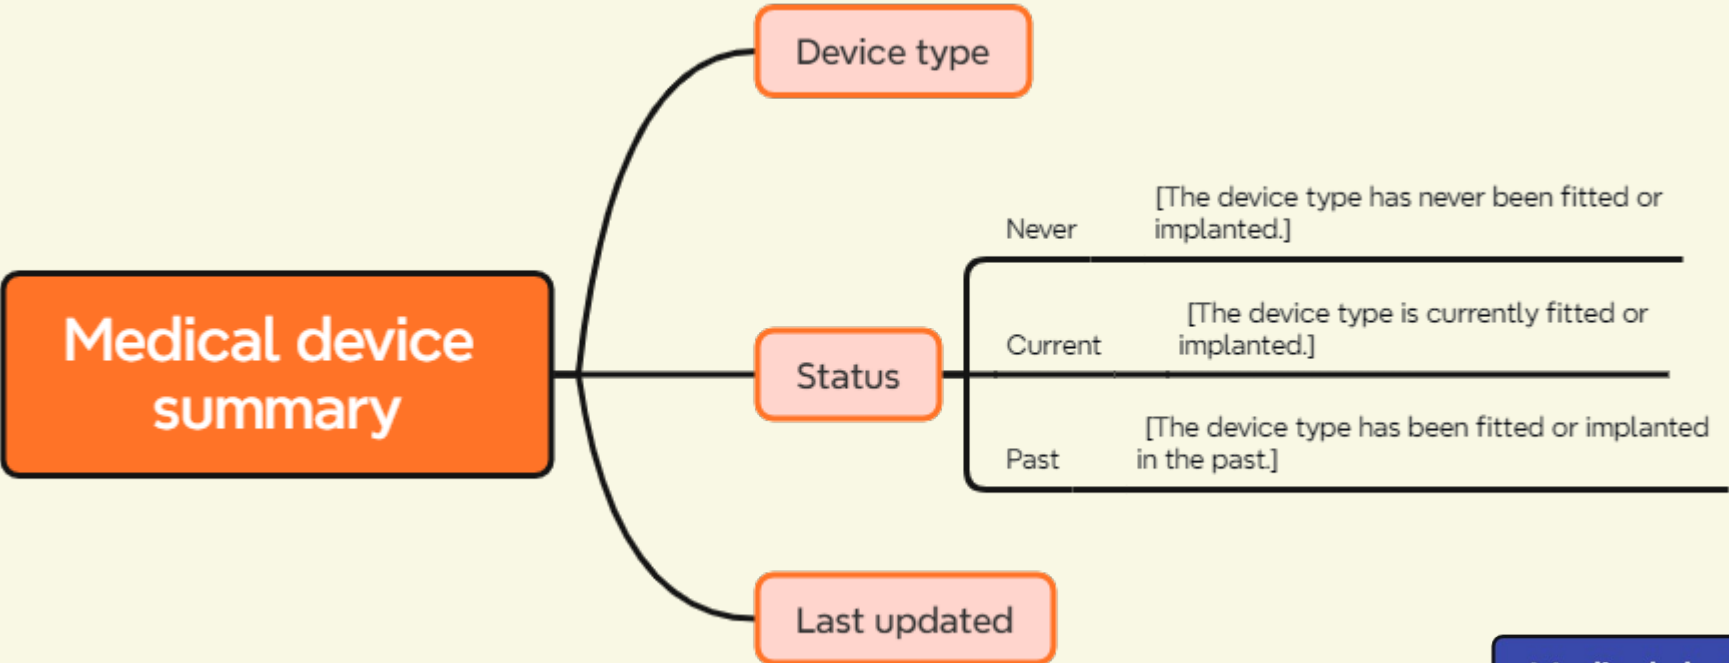 Device type
[The device type has never been fitted or
Never implanted.]
[The device type is currently fitted or
Current implanted.]
Medical device
summary
Status
[The device type has been fitted or implanted
Past in the past.]
Last updated